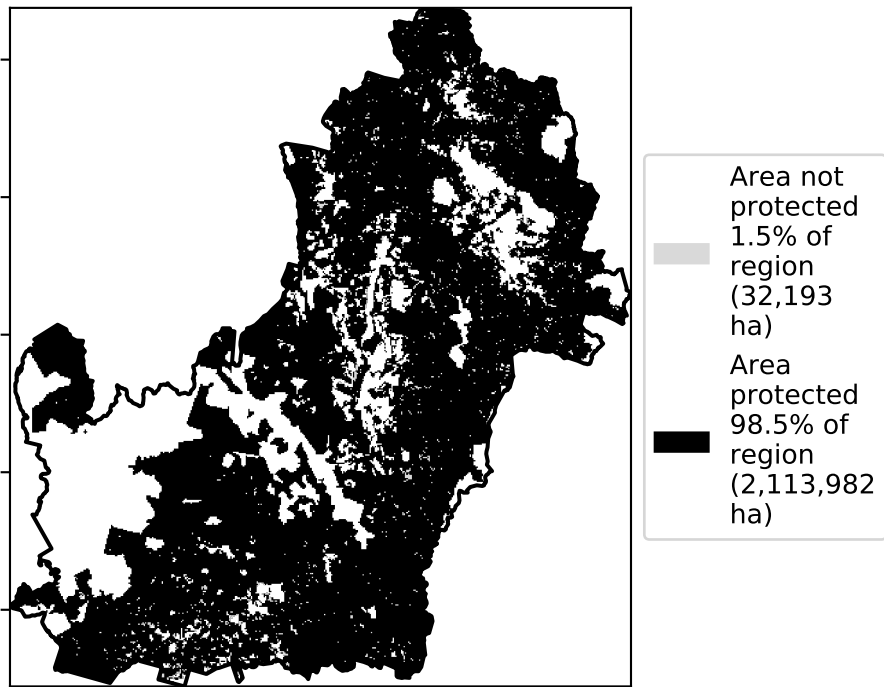 Area not
protected
1.5% of
region
(32,193
ha)
Area
protected
98.5% of
region
(2,113,982
ha)